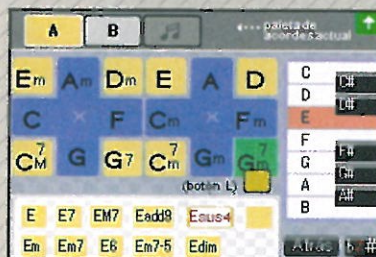 A B
paleta de
acordes actual
Em Am Dm E A D
C × F Cm Fm
CM7 G G7 Cm7 Gm Gm7
(botón L)
E E7 EM7 Eadd9 Esus4
Em Em7 E6 Em7-5 Edim
C
C#
D
D#
E
F
F#
G
G#
A
A#
B
Atrás b/#